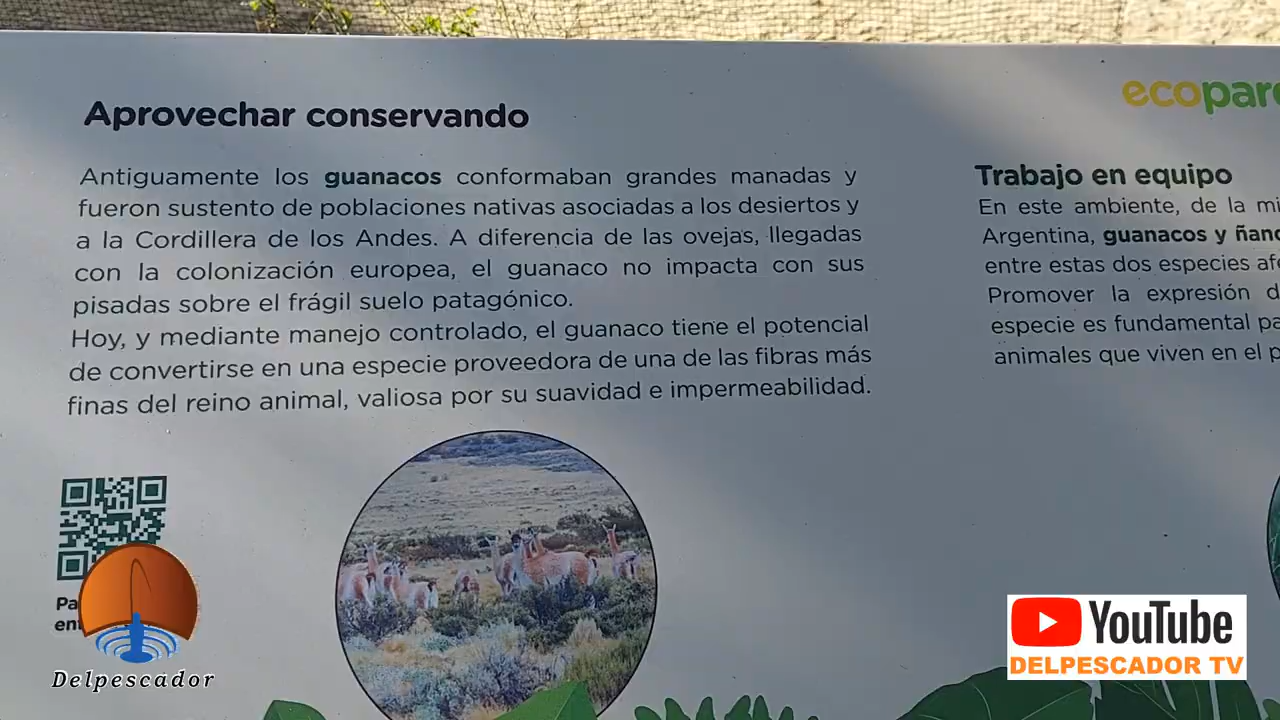 Aprovechar conservando
Antiguamente los guanacos conformaban grandes manadas y
fueron sustento de poblaciones nativas asociadas a los desiertos y
a la Cordillera de los Andes. A diferencia de las ovejas, llegadas
con la colonización europea, el guanaco no impacta con sus
pisadas sobre el frágil suelo patagónico.
Hoy, y mediante manejo controlado, el guanaco tiene el potencial
de convertirse en una especie proveedora de una de las fibras más
finas del reino animal, valiosa por su suavidad e impermeabilidad.
Trabajo en equipo
En este ambiente, de la
Argentina, guanacos y
entre estas dos especies
Promover la expresión
especie es fundamental
animales que viven en el
Delpescador
YouTube
DELPESCADOR TV